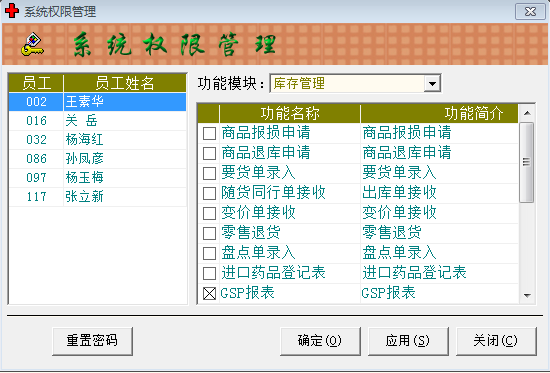 系统权限管理
系统权限管理
员工 员工姓名
002 王素华
016 关 岳
032 杨海红
086 孙凤彦
097 杨玉梅
117 张立新
功能模块: 库存管理
功能名称 功能简介
商品报损申请 商品报损申请
商品退库申请 商品退库申请
要货单录入 要货单录入
随货同行单接收 出库单接收
变价单接收 变价单接收
零售退货 零售退货
盘点单录入 盘点单录入
进口药品登记表 进口药品登记表
GSP报表 GSP报表
重置密码 确定(O) 应用(S) 关闭(C)